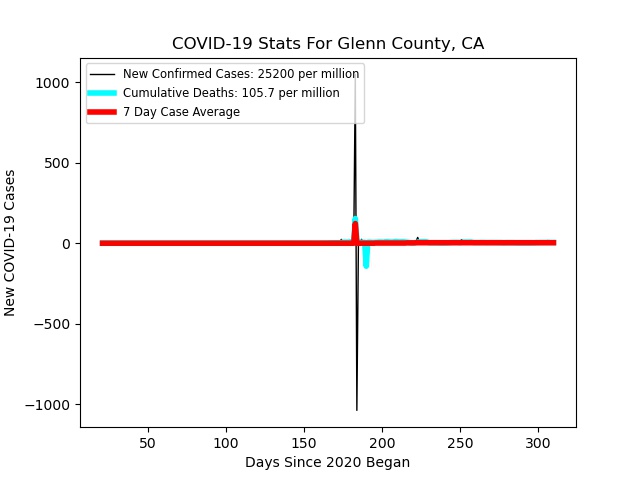 COVID-19 Stats For Glenn County, CA
New Confirmed Cases: 25200 per million
Cumulative Deaths: 105.7 per million
7 Day Case Average
New COVID-19 Cases
1000
500
0
−500
−1000
50 100 150 200 250 300
Days Since 2020 Began